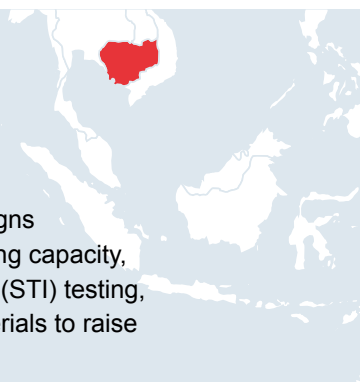 gns
ng capacity,
(STI) testing,
rials to raise